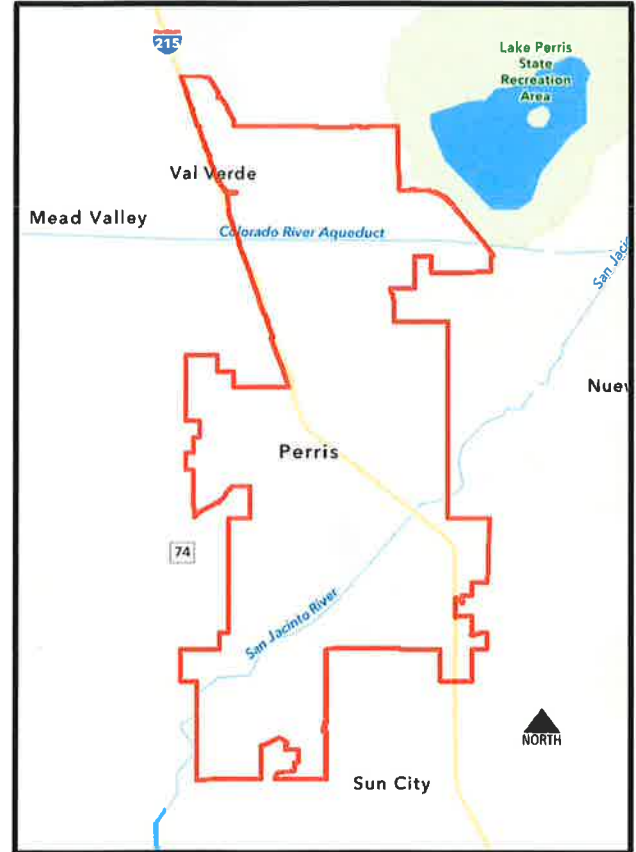 215
Lake Perris
State
Recreation
Area
Val Verde
Mead Valley
Colorado River Aqueduct
San Jaci
Nuev
Perris
74
San Jacinto River
NORTH
Sun City